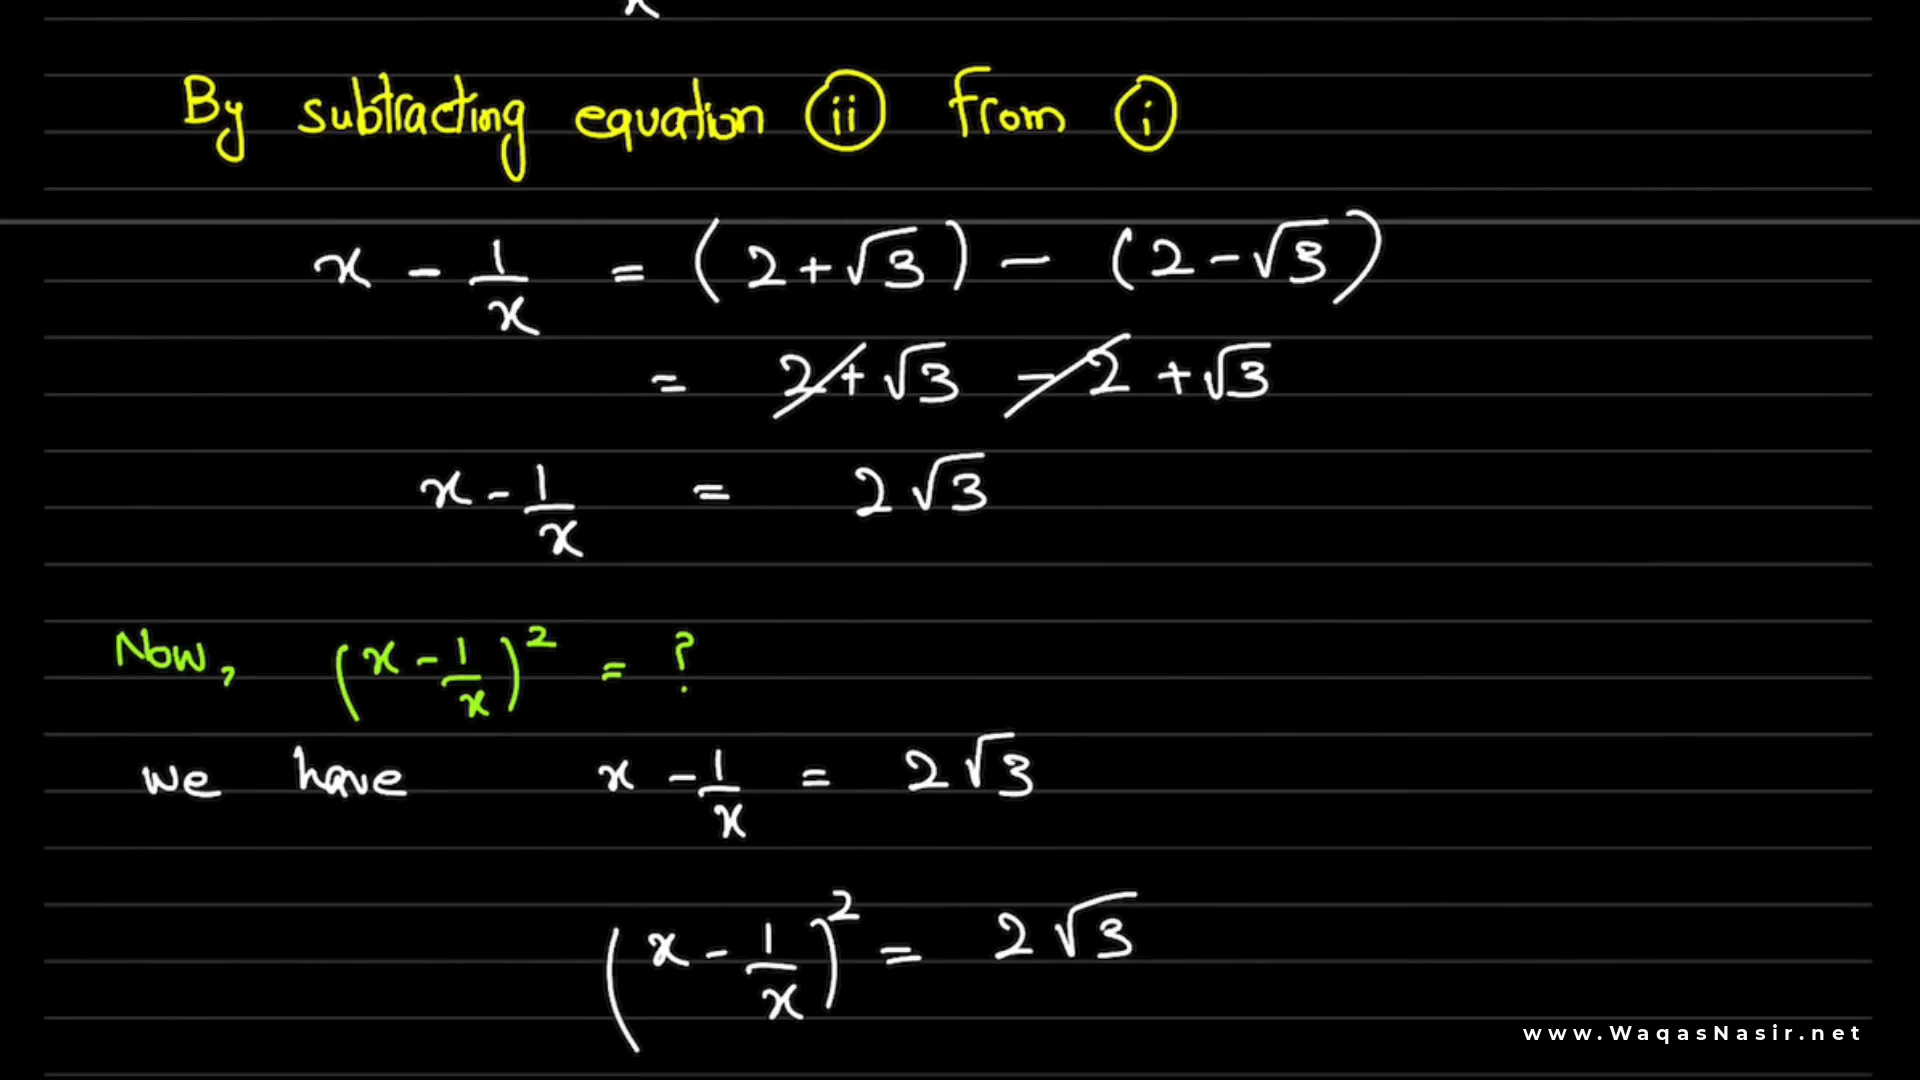 x
By subtracting equation (ii) from (i)
x - 1/x = (2+√3) - (2-√3)
= 2+√3 -2 +√3
x - 1/x = 2√3
Now, (x - 1/x)² = ?
we have x - 1/x = 2√3
(x - 1/x)² = 2√3
www.WaqasNasir.net